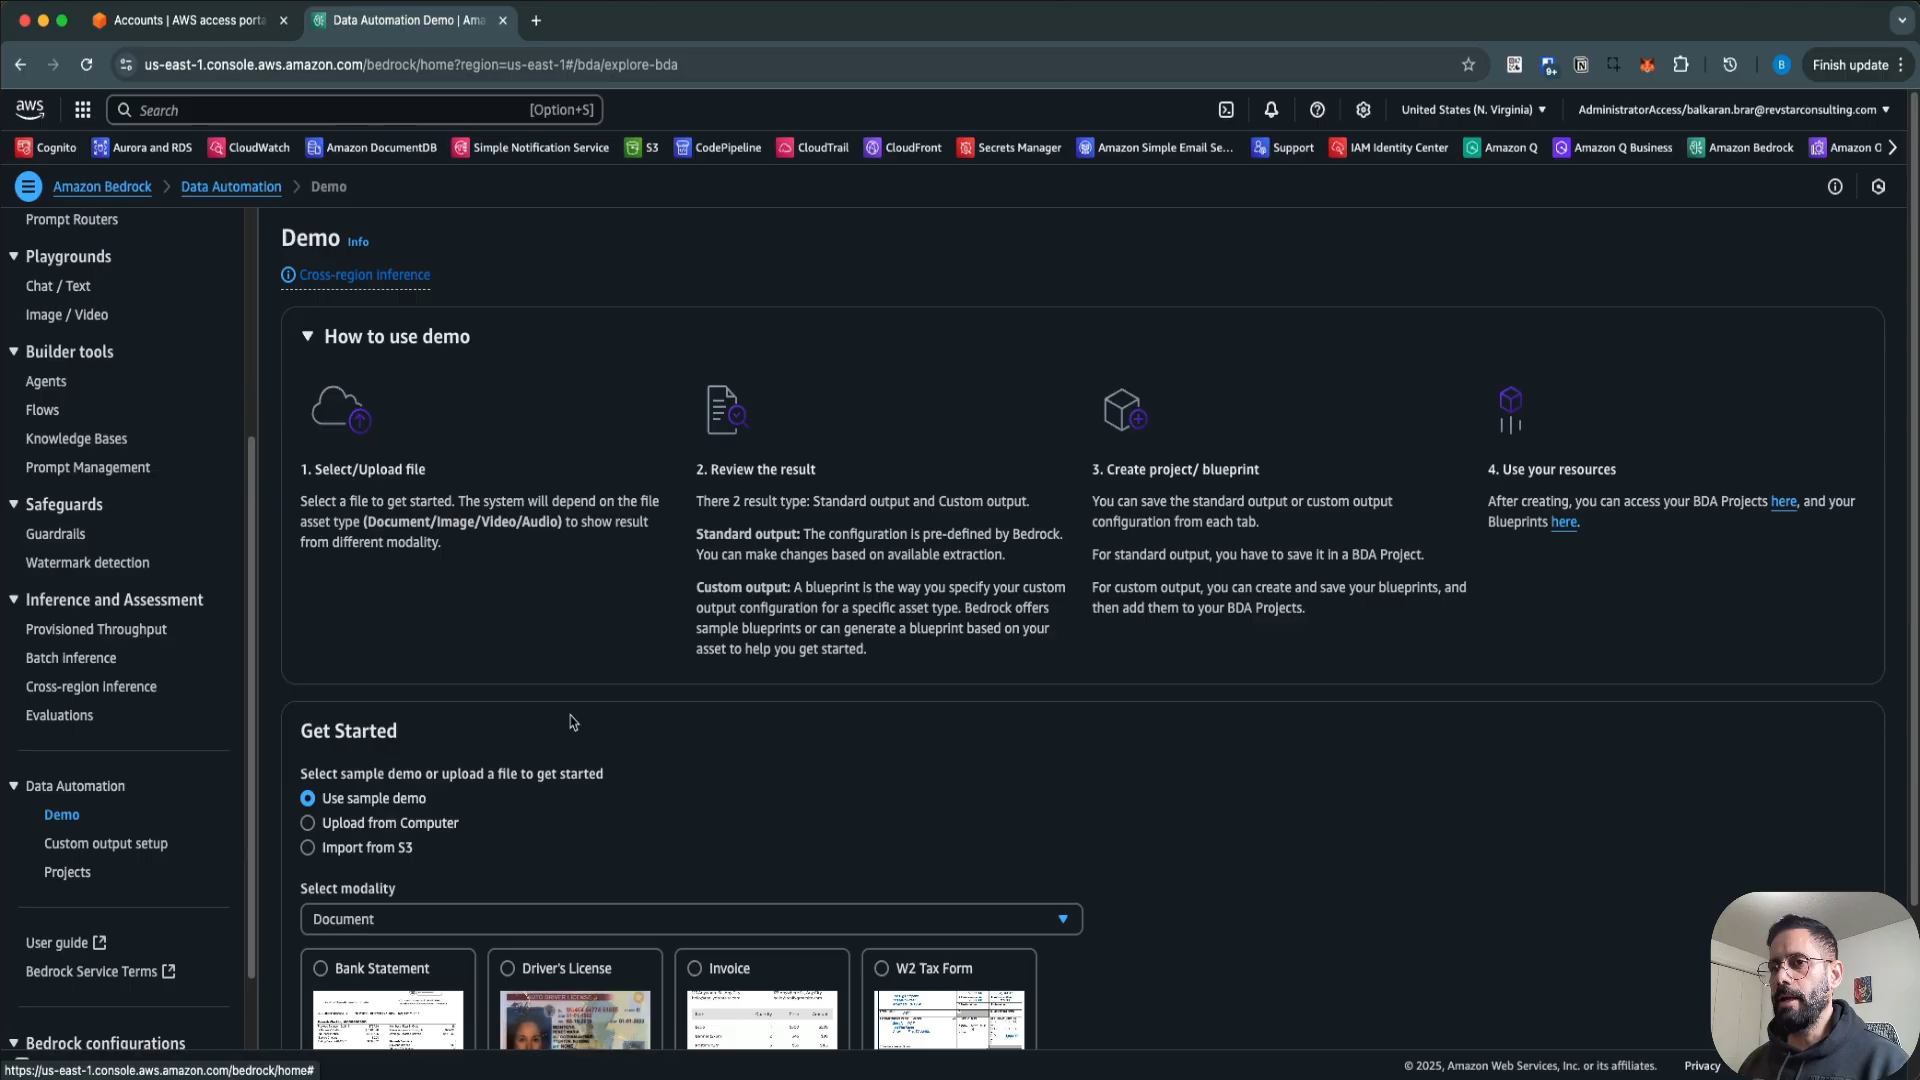 Accounts | AWS access porta
Data Automation Demo | Ama
us-east-1.console.aws.amazon.com/bedrock/home?region=us-east-1#/bda/explore-bda
9+
B
Finish update
aws
Search
[Option+S]
United States (N. Virginia)
AdministratorAccess/balkaran.brar@revstarconsulting.com
Cognito
Aurora and RDS
CloudWatch
Amazon DocumentDB
Simple Notification Service
S3
CodePipeline
CloudTrail
CloudFront
Secrets Manager
Amazon Simple Email Se...
Support
IAM Identity Center
Amazon Q
Amazon Q Business
Amazon Bedrock
Amazon O
Amazon Bedrock
Data Automation
Demo
Prompt Routers
Playgrounds
Chat / Text
Image / Video
Builder tools
Agents
Flows
Knowledge Bases
Prompt Management
Safeguards
Guardrails
Watermark detection
Inference and Assessment
Provisioned Throughput
Batch inference
Cross-region inference
Evaluations
Data Automation
Demo
Custom output setup
Projects
User guide
Bedrock Service Terms
Bedrock configurations
Demo Info
Cross-region inference
How to use demo
1. Select/Upload file
Select a file to get started. The system will depend on the file
asset type (Document/Image/Video/Audio) to show result
from different modality.
2. Review the result
There 2 result type: Standard output and Custom output.
Standard output: The configuration is pre-defined by Bedrock.
You can make changes based on available extraction.
Custom output: A blueprint is the way you specify your custom
output configuration for a specific asset type. Bedrock offers
sample blueprints or can generate a blueprint based on your
asset to help you get started.
3. Create project/ blueprint
You can save the standard output or custom output
configuration from each tab.
For standard output, you have to save it in a BDA Project.
For custom output, you can create and save your blueprints, and
then add them to your BDA Projects.
4. Use your resources
After creating, you can access your BDA Projects here, and your
Blueprints here.
Get Started
Select sample demo or upload a file to get started
Use sample demo
Upload from Computer
Import from S3
Select modality
Document
Bank Statement
Driver's License
Invoice
W2 Tax Form
https://us-east-1.console.aws.amazon.com/bedrock/home#
© 2025, Amazon Web Services, Inc. or its affiliates.
Privacy